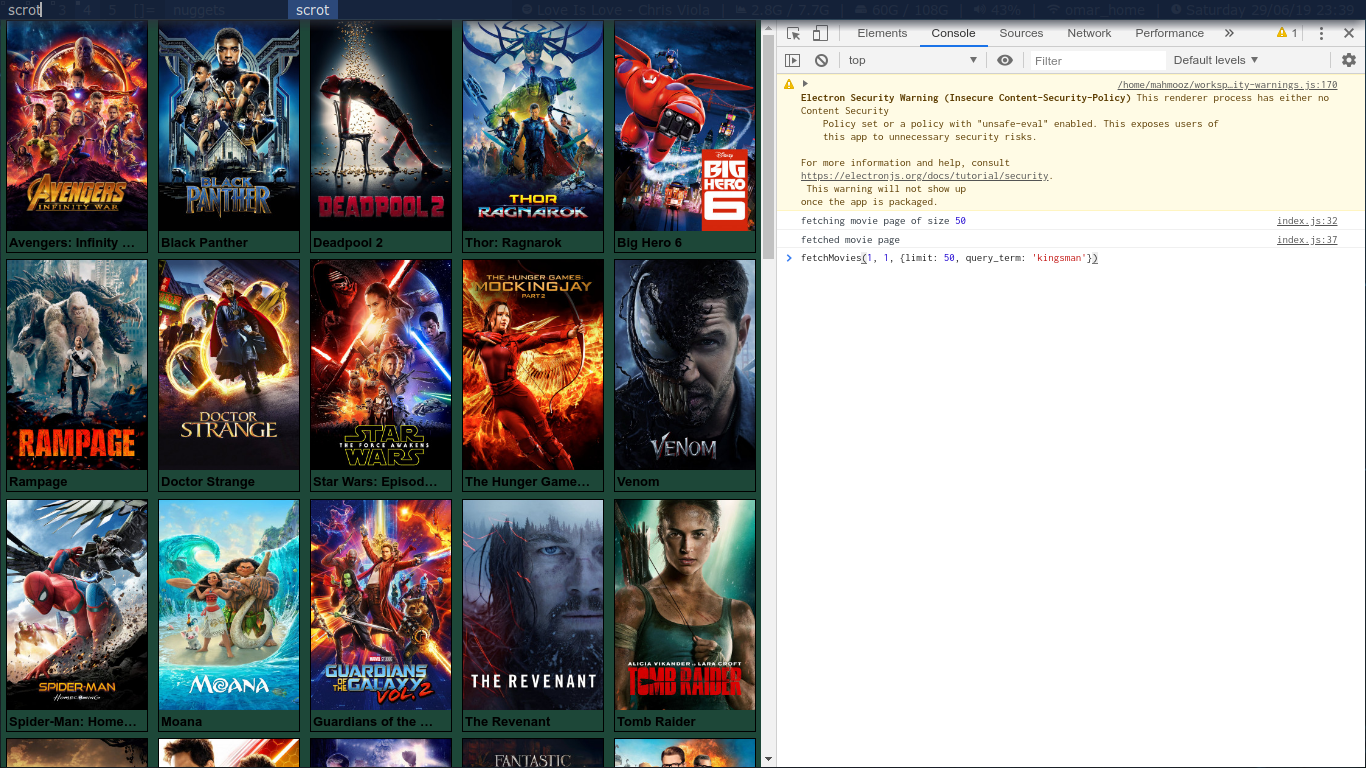 scrot 3 4 5 []= nuggets scrot Love Is Love - Chris Viola 2.8G / 7.7G omar_home Saturday 29/06/19 23:39
Elements Console Sources Network Performance » 1
top Filter Default levels
/home/mahmooz/worksp…ity-warnings.js:170
Electron Security Warning (Insecure Content-Security-Policy) This renderer process has either no
Content Security
Policy set or a policy with "unsafe-eval" enabled. This exposes users of
this app to unnecessary security risks.
For more information and help, consult
https://electronjs.org/docs/tutorial/security.
This warning will not show up
once the app is packaged.
fetching movie page of size 50 index.js:32
fetched movie page index.js:37
fetchMovies(1, 1, {limit: 50, query_term: 'kingsman'})
AVENGERS
INFINITY WAR
BLACK
PANTHER
DEADPOOL 2
THOR
RAGNAROK
Disney
BIG
HERO
6
Avengers: Infinity ... Black Panther Deadpool 2 Thor: Ragnarok Big Hero 6
RAMPAGE
DOCTOR
STRANGE
STAR
THE FORCE AWAKENS
WARS
THE HUNGER GAMES
MOCKINGJAY
PART 2
VENOM
Rampage Doctor Strange Star Wars: Episod... The Hunger Game... Venom
SPIDER-MAN
HOMECOMING
MOANA
MARVEL STUDIOS
GUARDIANS
OF THE GALAXY
VOL. 2
THE REVENANT
ALICIA VIKANDER IS LARA CROFT
TOMB RAIDER
Spider-Man: Home... Moana Guardians of the ... The Revenant Tomb Raider
FANTASTIC